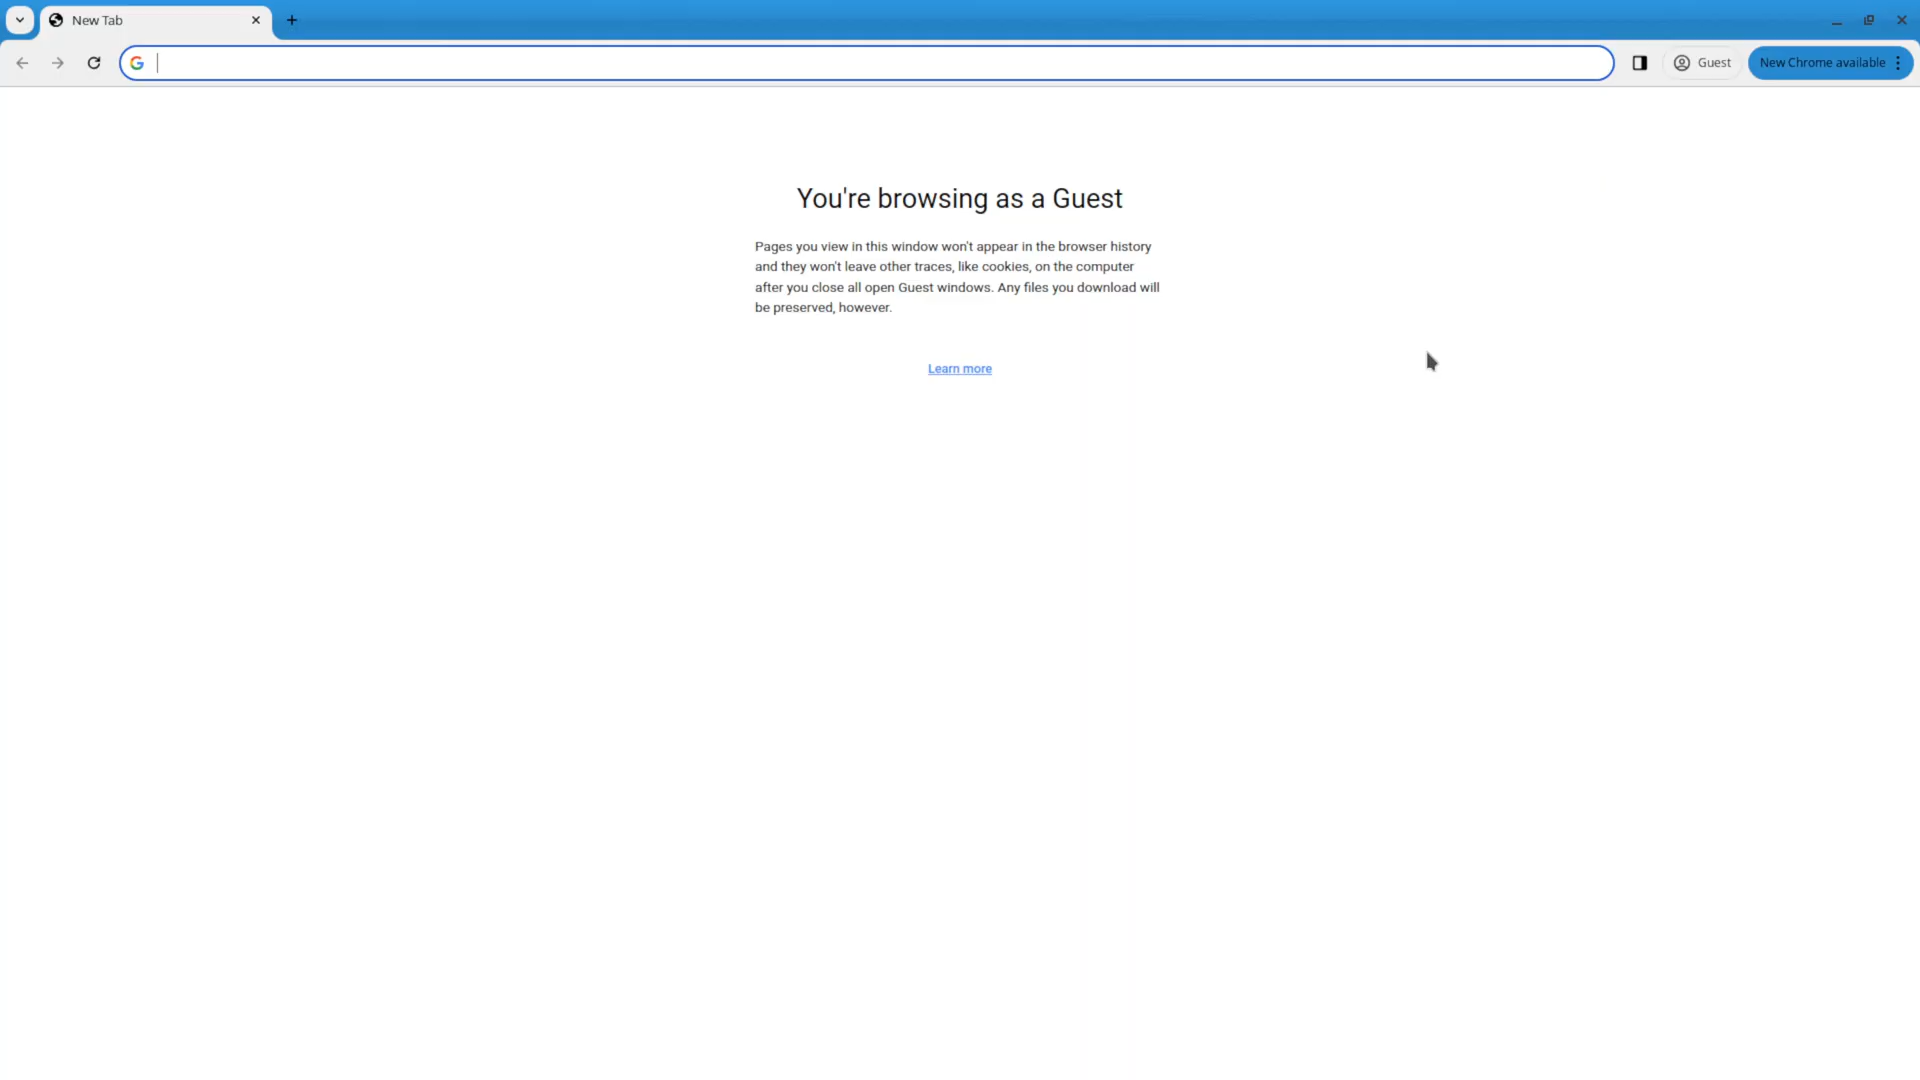 New Tab
Guest
New Chrome available
You're browsing as a Guest
Pages you view in this window won't appear in the browser history
and they won't leave other traces, like cookies, on the computer
after you close all open Guest windows. Any files you download will
be preserved, however.
Learn more